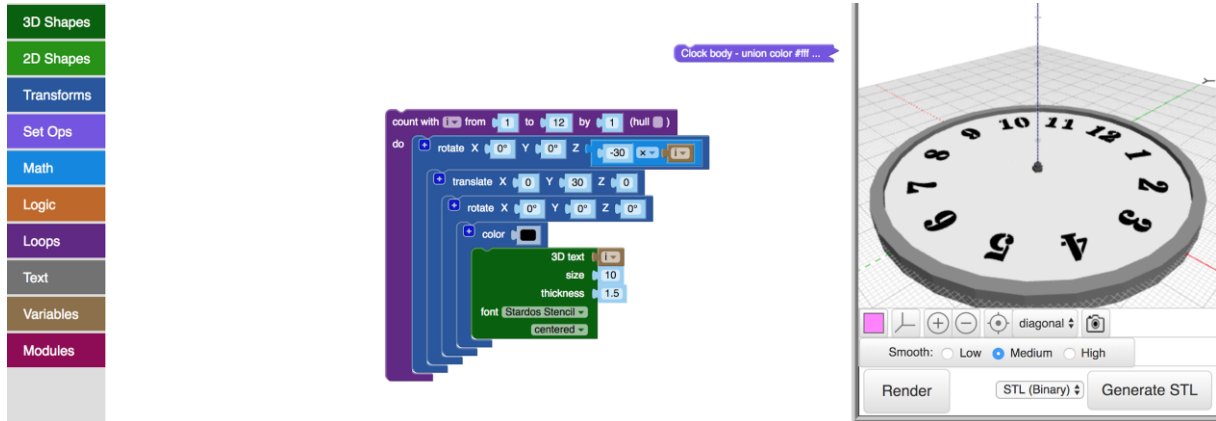 3D Shapes
2D Shapes
Transforms
Set Ops
Math
Logic
Loops
Text
Variables
Modules
Clock body - union color #fff ...
count with i from 1 to 12 by 1 (hull )
do + rotate X 0° Y 0° Z -30 × i
+ translate X 0 Y 30 Z 0
+ rotate X 0° Y 0° Z 0°
+ color
3D text i
size 10
thickness 1.5
font Stardos Stencil
centered
Y
10 11 12
9 1
8 2
7 3
6 5 4
diagonal
Smooth: Low Medium High
Render STL (Binary) Generate STL